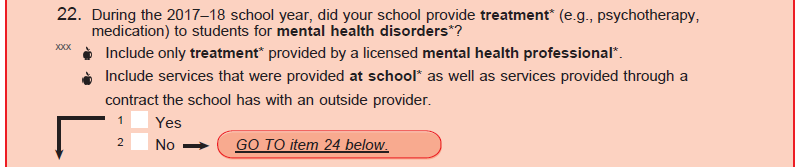 22. During the 2017–18 school year, did your school provide treatment* (e.g., psychotherapy,
medication) to students for mental health disorders*?
xxx Include only treatment* provided by a licensed mental health professional*.
Include services that were provided at school* as well as services provided through a
contract the school has with an outside provider.
1 Yes
2 No GO TO item 24 below.